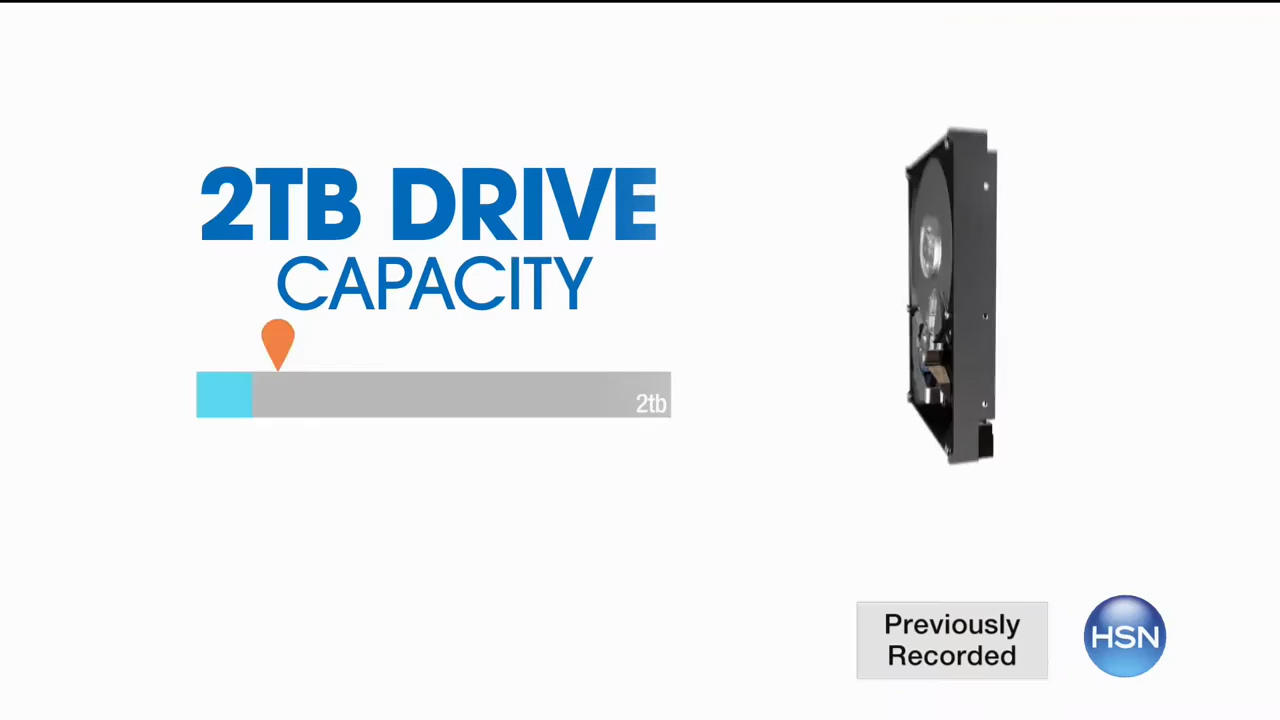 2TB DRIVE
CAPACITY
2tb
Previously
Recorded
HSN